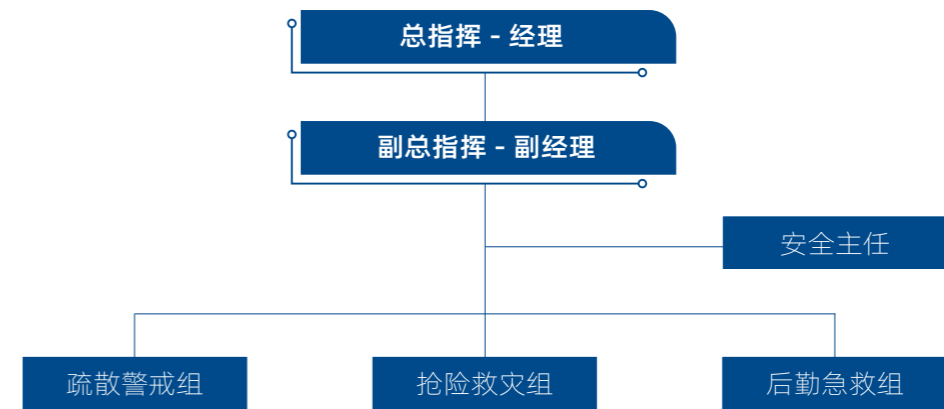 总指挥 - 经理
副总指挥 - 副经理
安全主任
疏散警戒组
抢险救灾组
后勤急救组